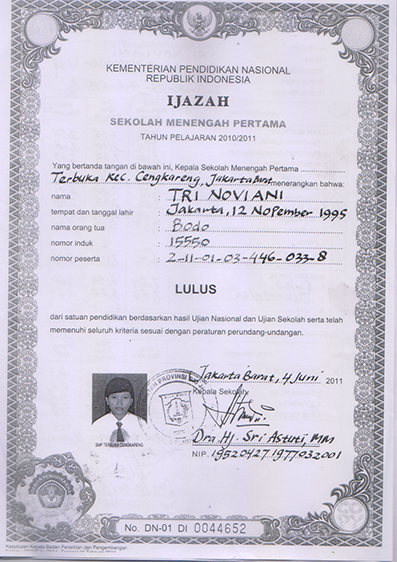 KEMENTERIAN PENDIDIKAN NASIONAL
REPUBLIK INDONESIA
IJAZAH
SEKOLAH MENENGAH PERTAMA
TAHUN PELAJARAN 2010/2011
Yang bertanda tangan di bawah ini, Kepala Sekolah Menengah Pertama
Terbuka Kec. Cengkareng, Jakarta Barat menerangkan bahwa:
nama : TRI NOVIANI
tempat dan tanggal lahir : Jakarta, 12 NoPember 1995
nama orang tua : Bodo
nomor induk : 15550
nomor peserta : 2-11-01-03-446-033-8
LULUS
dari satuan pendidikan berdasarkan hasil Ujian Nasional dan Ujian Sekolah serta telah
memenuhi seluruh kriteria sesuai dengan peraturan perundang-undangan.
Jakarta Barat, 4 Juni 2011
Kepala Sekolah,
Dra. Hj. Sri Astuti, MM
NIP. 19520427 197703 2001
SMP TERBUKA CENGKARENG
No. DN-01 DI 0044652
Keputusan Kepala Badan Penelitian dan Pengembangan